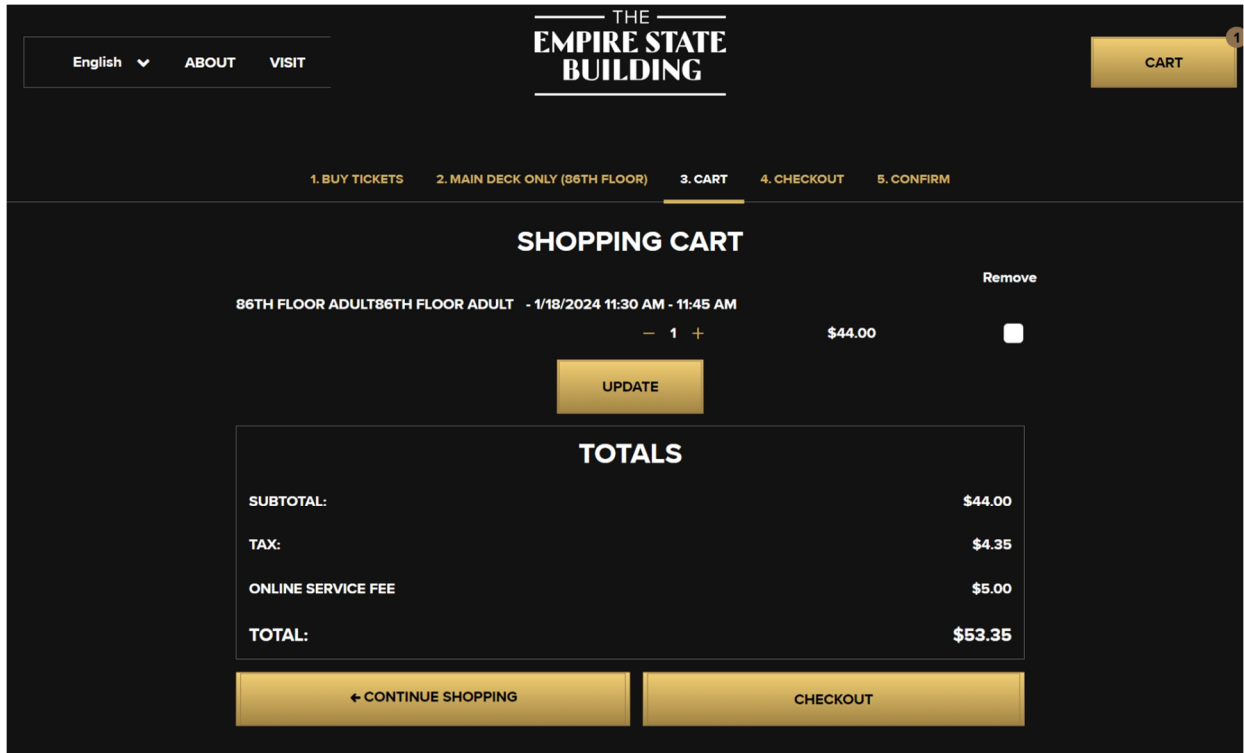 THE
EMPIRE STATE
BUILDING
English ABOUT VISIT
CART
1
1. BUY TICKETS 2. MAIN DECK ONLY (86TH FLOOR) 3. CART 4. CHECKOUT 5. CONFIRM
SHOPPING CART
Remove
86TH FLOOR ADULT86TH FLOOR ADULT - 1/18/2024 11:30 AM - 11:45 AM
− 1 + $44.00
UPDATE
TOTALS
SUBTOTAL: $44.00
TAX: $4.35
ONLINE SERVICE FEE $5.00
TOTAL: $53.35
← CONTINUE SHOPPING CHECKOUT